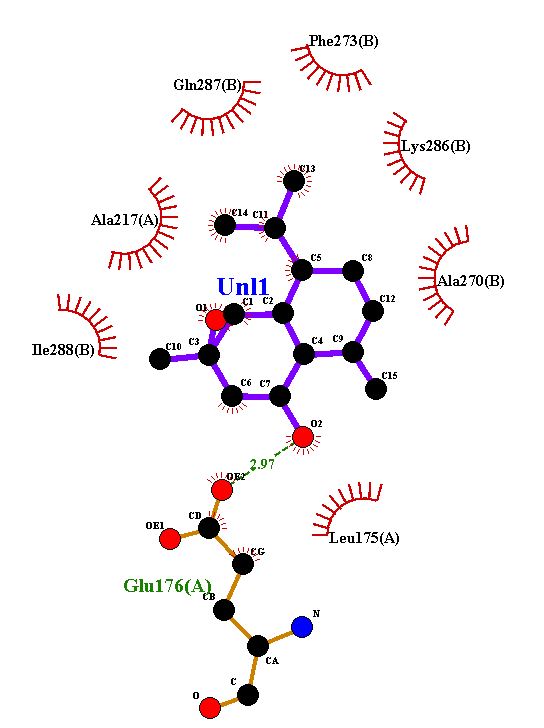 Phe273(B)
Gln287(B)
Lys286(B)
C13
Ala217(A)
C14
C11
C5
C8
Ala270(B)
Unl1
O1
C1
C2
C12
Ile288(B)
C10
C3
C4
C9
C6
C7
C15
O2
2.97
OE2
OE1
CD
Leu175(A)
CG
Glu176(A)
CB
N
CA
C
O